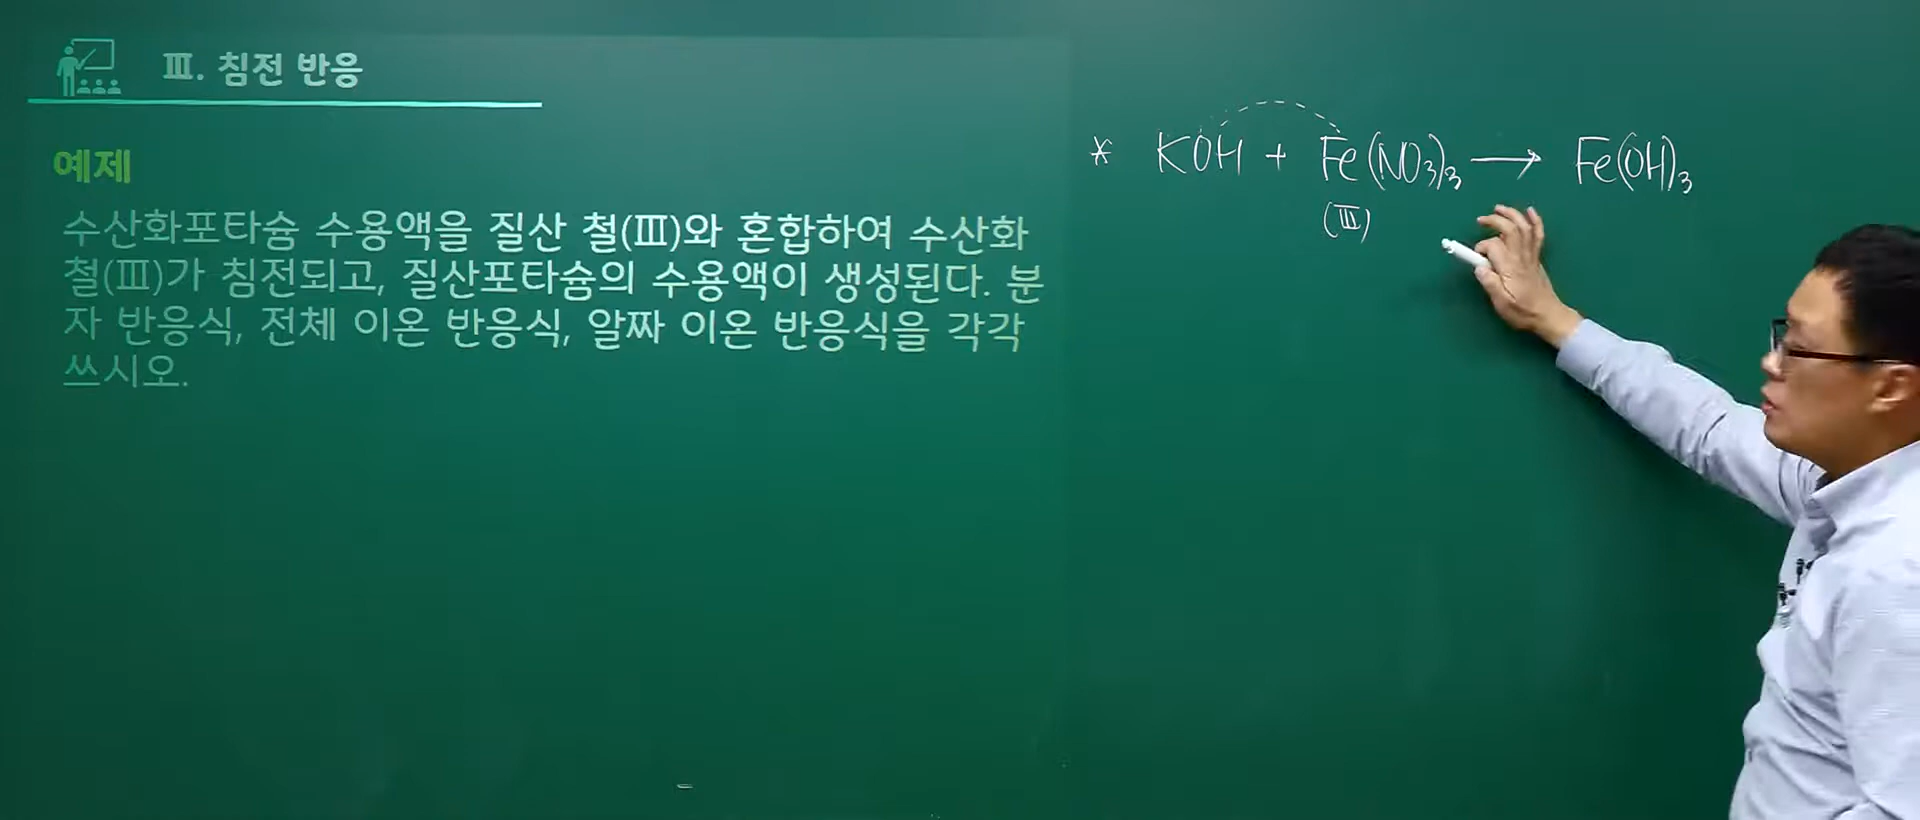 Ⅲ. 침전 반응
예제
수산화포타슘 수용액을 질산 철(Ⅲ)와 혼합하여 수산화
철(Ⅲ)가 침전되고, 질산포타슘의 수용액이 생성된다. 분
자 반응식, 전체 이온 반응식, 알짜 이온 반응식을 각각
쓰시오.
* KOH + Fe(NO3)3 → Fe(OH)3
(Ⅲ)